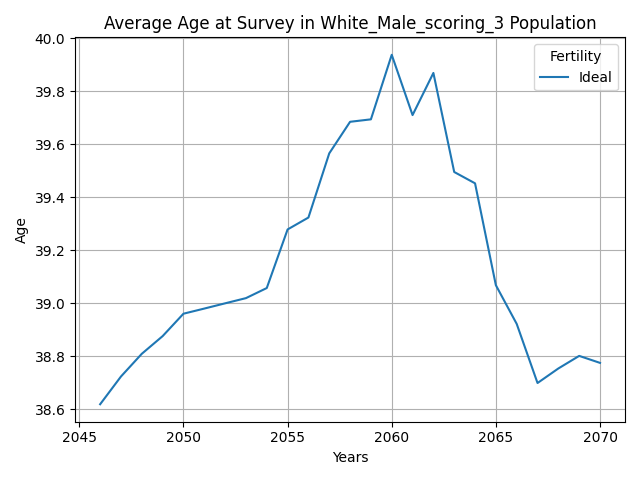 Average Age at Survey in White_Male_scoring_3 Population
Fertility
Ideal
Age
40.0
39.8
39.6
39.4
39.2
39.0
38.8
38.6
2045 2050 2055 2060 2065 2070
Years